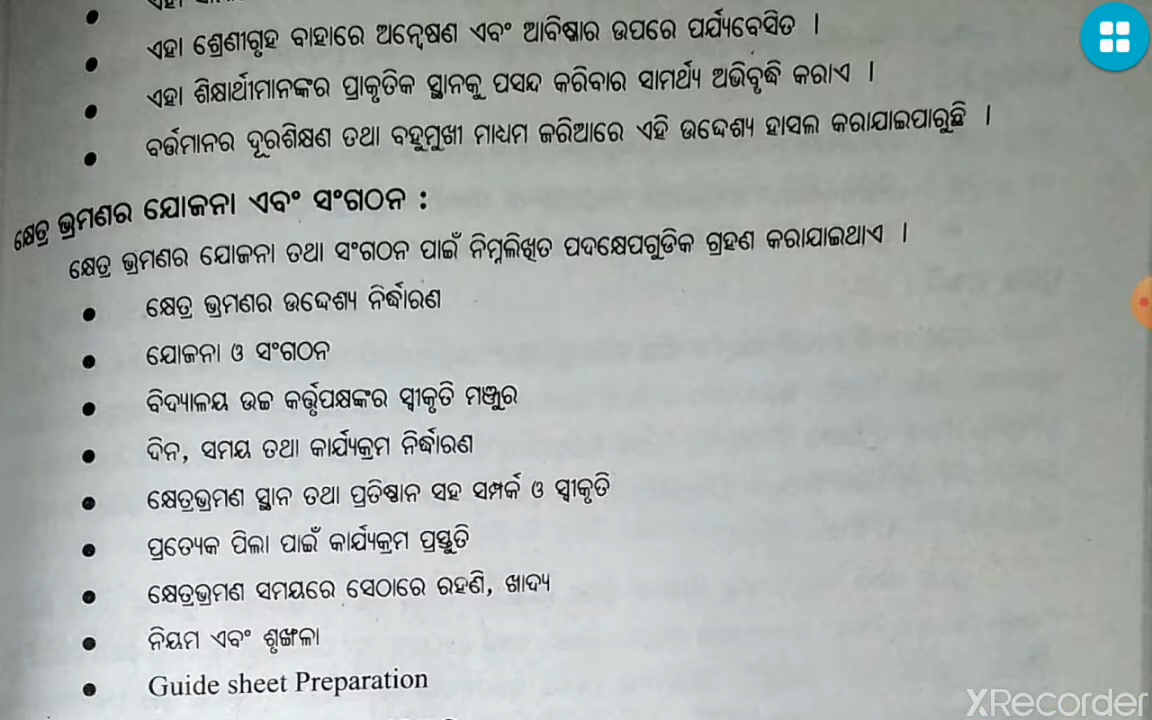 ଏହା
ଏହା ଶ୍ରେଣୀଗୃହ ବାହାରେ ଅନ୍ୱେଷଣ ଏବଂ ଆବିଷ୍କାର ଉପରେ ପର୍ଯ୍ୟବେସିତ ।
ଏହା ଶିକ୍ଷାର୍ଥୀମାନଙ୍କର ପ୍ରାକୃତିକ ସ୍ଥାନକୁ ପସନ୍ଦ କରିବାର ସାମର୍ଥ୍ୟ ଅଭିବୃଦ୍ଧି କରାଏ ।
ବର୍ତ୍ତମାନର ଦୂରଶିକ୍ଷଣ ତଥା ବହୁମୁଖୀ ମାଧ୍ୟମ ଜରିଆରେ ଏହି ଉଦ୍ଦେଶ୍ୟ ହାସଲ କରାଯାଇପାରୁଛି ।
କ୍ଷେତ୍ର ଭ୍ରମଣର ଯୋଜନା ଏବଂ ସଂଗଠନ :
କ୍ଷେତ୍ର ଭ୍ରମଣର ଯୋଜନା ତଥା ସଂଗଠନ ପାଇଁ ନିମ୍ନଲିଖିତ ପଦକ୍ଷେପଗୁଡିକ ଗ୍ରହଣ କରାଯାଇଥାଏ ।
• କ୍ଷେତ୍ର ଭ୍ରମଣର ଉଦ୍ଦେଶ୍ୟ ନିର୍ଦ୍ଧାରଣ
• ଯୋଜନା ଓ ସଂଗଠନ
• ବିଦ୍ୟାଳୟ ଉଚ୍ଚ କର୍ତ୍ତୃପକ୍ଷଙ୍କର ସ୍ୱୀକୃତି ମଞ୍ଜୁର
• ଦିନ, ସମୟ ତଥା କାର୍ଯ୍ୟକ୍ରମ ନିର୍ଦ୍ଧାରଣ
• କ୍ଷେତ୍ରଭ୍ରମଣ ସ୍ଥାନ ତଥା ପ୍ରତିଷ୍ଠାନ ସହ ସମ୍ପର୍କ ଓ ସ୍ୱୀକୃତି
• ପ୍ରତ୍ୟେକ ପିଲା ପାଇଁ କାର୍ଯ୍ୟକ୍ରମ ପ୍ରସ୍ତୁତି
• କ୍ଷେତ୍ରଭ୍ରମଣ ସମୟରେ ସେଠାରେ ରହଣି, ଖାଦ୍ୟ
• ନିୟମ ଏବଂ ଶୃଙ୍ଖଳା
• Guide sheet Preparation
XRecorder